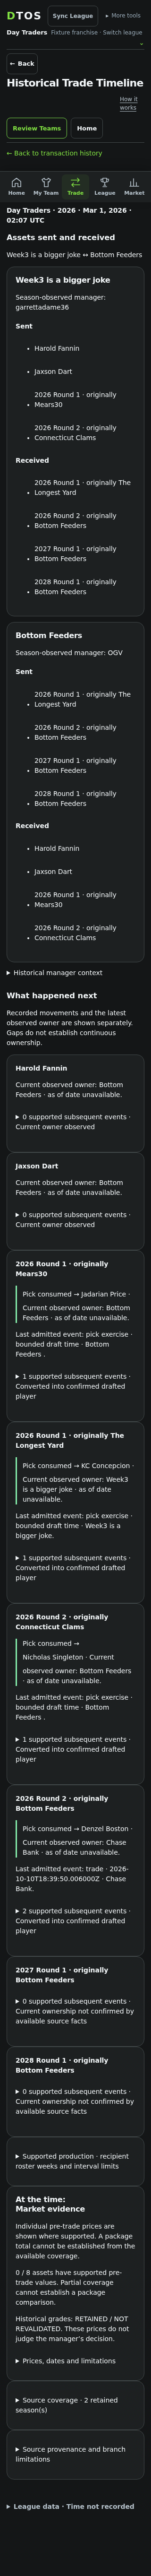 DTOS
Sync League
▸ More tools
Day Traders Fixture franchise · Switch league
← Back
Historical Trade Timeline
How it
works
Review Teams
Home
← Back to transaction history
Home
My Team
Trade
League
Market
Day Traders · 2026 · Mar 1, 2026 ·
02:07 UTC
Assets sent and received
Week3 is a bigger joke ↔ Bottom Feeders
Week3 is a bigger joke
Season-observed manager:
garrettadame36
Sent
• Harold Fannin
• Jaxson Dart
2026 Round 1 · originally
• Mears30
2026 Round 2 · originally
• Connecticut Clams
Received
2026 Round 1 · originally The
• Longest Yard
2026 Round 2 · originally
• Bottom Feeders
2027 Round 1 · originally
• Bottom Feeders
2028 Round 1 · originally
• Bottom Feeders
Bottom Feeders
Season-observed manager: OGV
Sent
2026 Round 1 · originally The
• Longest Yard
2026 Round 2 · originally
• Bottom Feeders
2027 Round 1 · originally
• Bottom Feeders
2028 Round 1 · originally
• Bottom Feeders
Received
• Harold Fannin
• Jaxson Dart
2026 Round 1 · originally
• Mears30
2026 Round 2 · originally
• Connecticut Clams
▸ Historical manager context
What happened next
Recorded movements and the latest
observed owner are shown separately.
Gaps do not establish continuous
ownership.
Harold Fannin
Current observed owner: Bottom
Feeders · as of date unavailable.
▸ 0 supported subsequent events ·
Current owner observed
Jaxson Dart
Current observed owner: Bottom
Feeders · as of date unavailable.
▸ 0 supported subsequent events ·
Current owner observed
2026 Round 1 · originally
Mears30
Pick consumed → Jadarian Price ·
Current observed owner: Bottom
Feeders · as of date unavailable.
Last admitted event: pick exercise ·
bounded draft time · Bottom
Feeders .
▸ 1 supported subsequent events ·
Converted into confirmed drafted
player
2026 Round 1 · originally The
Longest Yard
Pick consumed → KC Concepcion ·
Current observed owner: Week3
is a bigger joke · as of date
unavailable.
Last admitted event: pick exercise ·
bounded draft time · Week3 is a
bigger joke.
▸ 1 supported subsequent events ·
Converted into confirmed drafted
player
2026 Round 2 · originally
Connecticut Clams
Pick consumed →
Nicholas Singleton · Current
observed owner: Bottom Feeders
· as of date unavailable.
Last admitted event: pick exercise ·
bounded draft time · Bottom
Feeders .
▸ 1 supported subsequent events ·
Converted into confirmed drafted
player
2026 Round 2 · originally
Bottom Feeders
Pick consumed → Denzel Boston ·
Current observed owner: Chase
Bank · as of date unavailable.
Last admitted event: trade · 2026-
10-10T18:39:50.006000Z · Chase
Bank.
▸ 2 supported subsequent events ·
Converted into confirmed drafted
player
2027 Round 1 · originally
Bottom Feeders
▸ 0 supported subsequent events ·
Current ownership not confirmed by
available source facts
2028 Round 1 · originally
Bottom Feeders
▸ 0 supported subsequent events ·
Current ownership not confirmed by
available source facts
▸ Supported production · recipient
roster weeks and interval limits
At the time:
Market evidence
Individual pre-trade prices are
shown where supported. A package
total cannot be established from the
available coverage.
0 / 8 assets have supported pre-
trade values. Partial coverage
cannot establish a package
comparison.
Historical grades: RETAINED / NOT
REVALIDATED. These prices do not
judge the manager’s decision.
▸ Prices, dates and limitations
▸ Source coverage · 2 retained
season(s)
▸ Source provenance and branch
limitations
▸ League data · Time not recorded